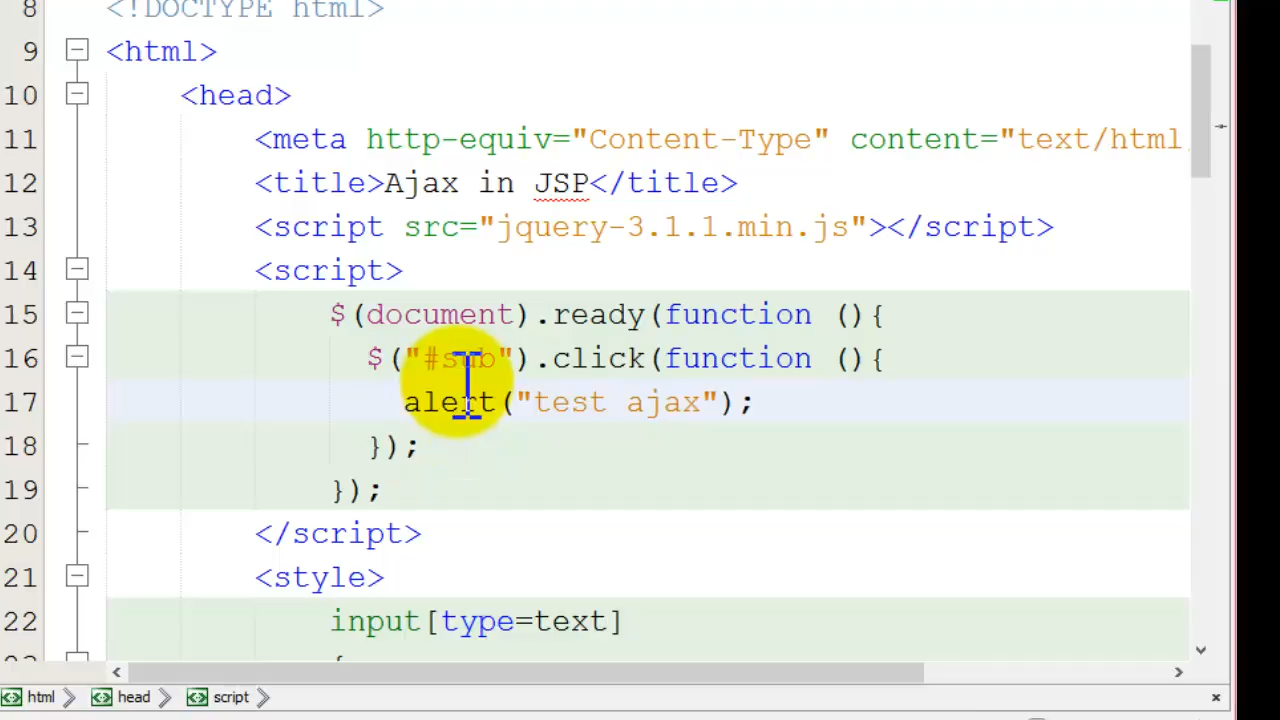 8 <!DOCTYPE html>
9 <html>
10 <head>
11 <meta http-equiv="Content-Type" content="text/html
12 <title>Ajax in JSP</title>
13 <script src="jquery-3.1.1.min.js"></script>
14 <script>
15 $(document).ready(function (){
16 $("#sub").click(function (){
17 alert("test ajax");
18 });
19 });
20 </script>
21 <style>
22 input[type=text]
{
html head script